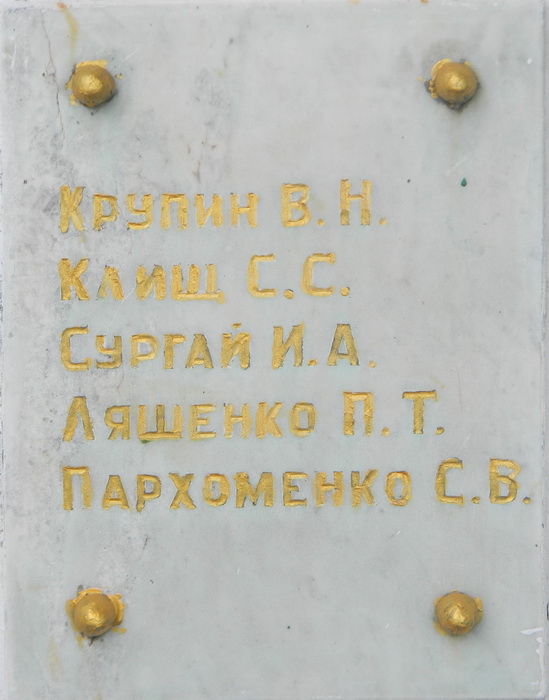 Крупин В. Н.
Клищ С. С.
Сургай И. А.
Ляшенко П. Т.
Пархоменко С. В.